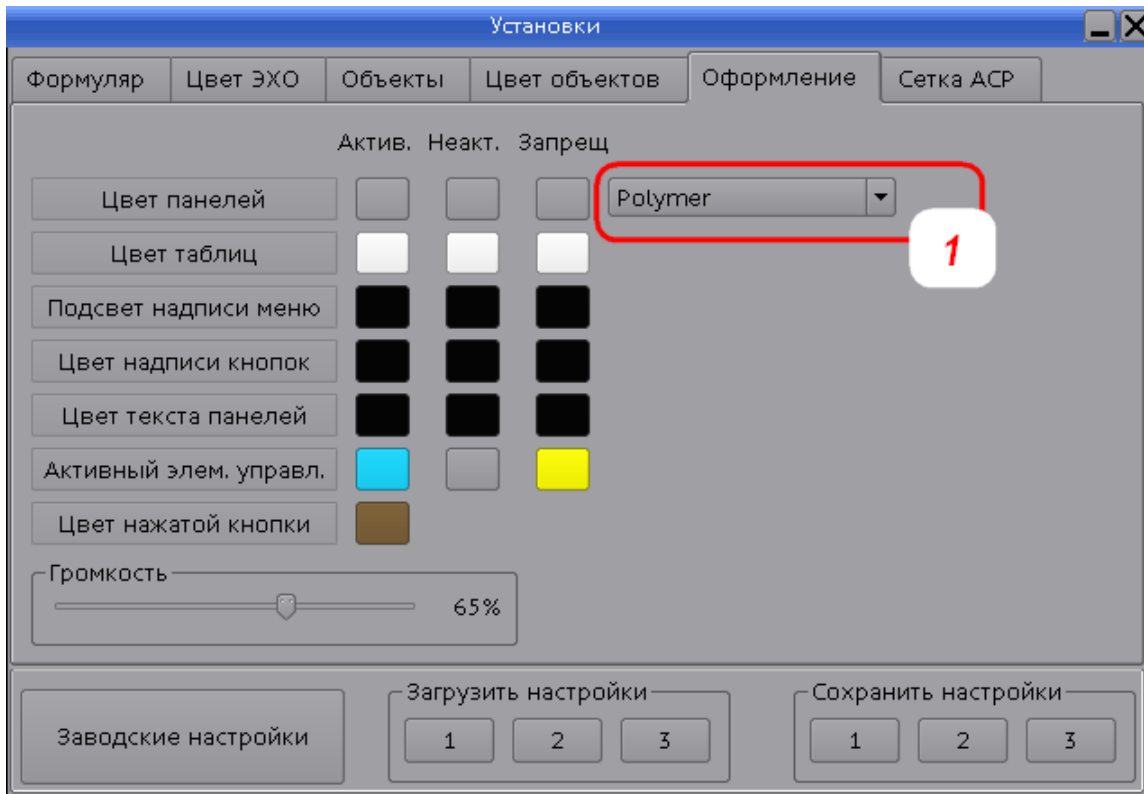 Установки
Формуляр Цвет ЭХО Объекты Цвет объектов Оформление Сетка АСР
Актив. Неакт. Запрещ
Цвет панелей Polymer
1
Цвет таблиц
Подсвет надписи меню
Цвет надписи кнопок
Цвет текста панелей
Активный элем. управл.
Цвет нажатой кнопки
Громкость
65%
Загрузить настройки Сохранить настройки
Заводские настройки 1 2 3 1 2 3